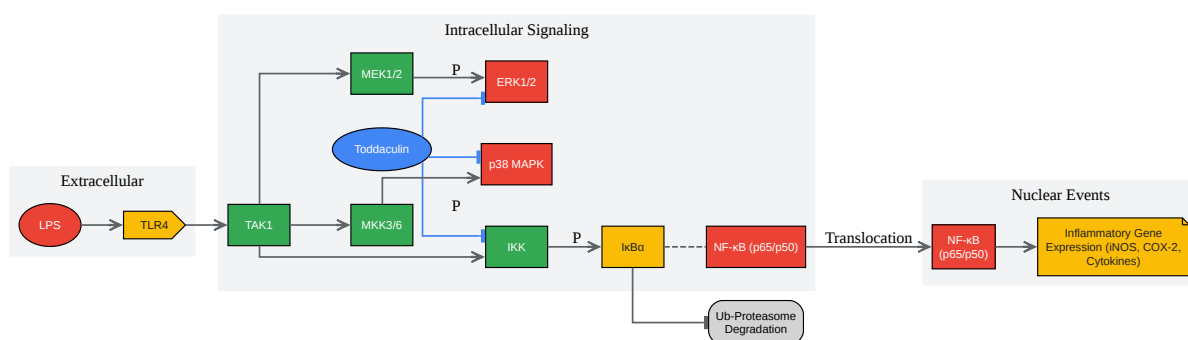 Intracellular Signaling
MEK1/2
P
ERK1/2
Toddaculin
p38 MAPK
Extracellular
LPS
TLR4
TAK1
MKK3/6
P
IKK
P
IκBα
NF-κB (p65/p50)
Translocation
Nuclear Events
NF-κB
(p65/p50)
Inflammatory Gene
Expression (iNOS, COX-2,
Cytokines)
Ub-Proteasome
Degradation